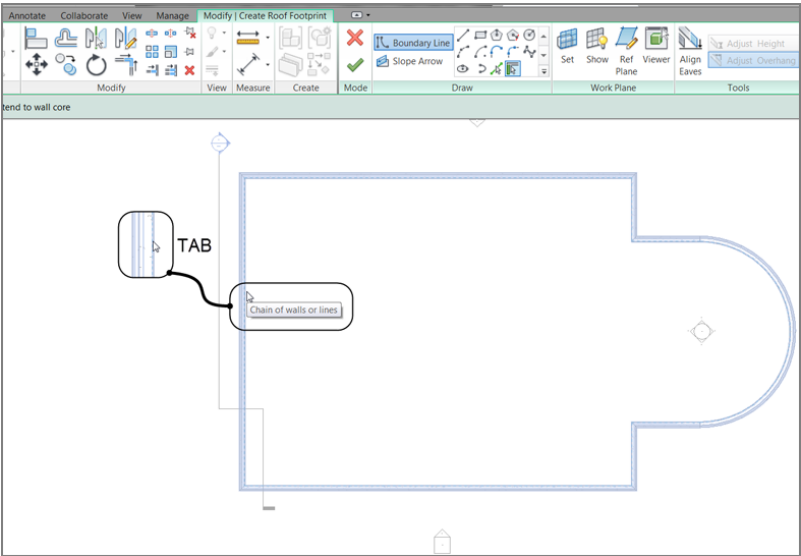 Annotate Collaborate View Manage Modify | Create Roof Footprint
Boundary Line
Slope Arrow
Set Show Ref Plane Viewer
Align Eaves
Adjust Height
Adjust Overhang
Modify View Measure Create Mode Draw Work Plane Tools
tend to wall core
TAB
Chain of walls or lines